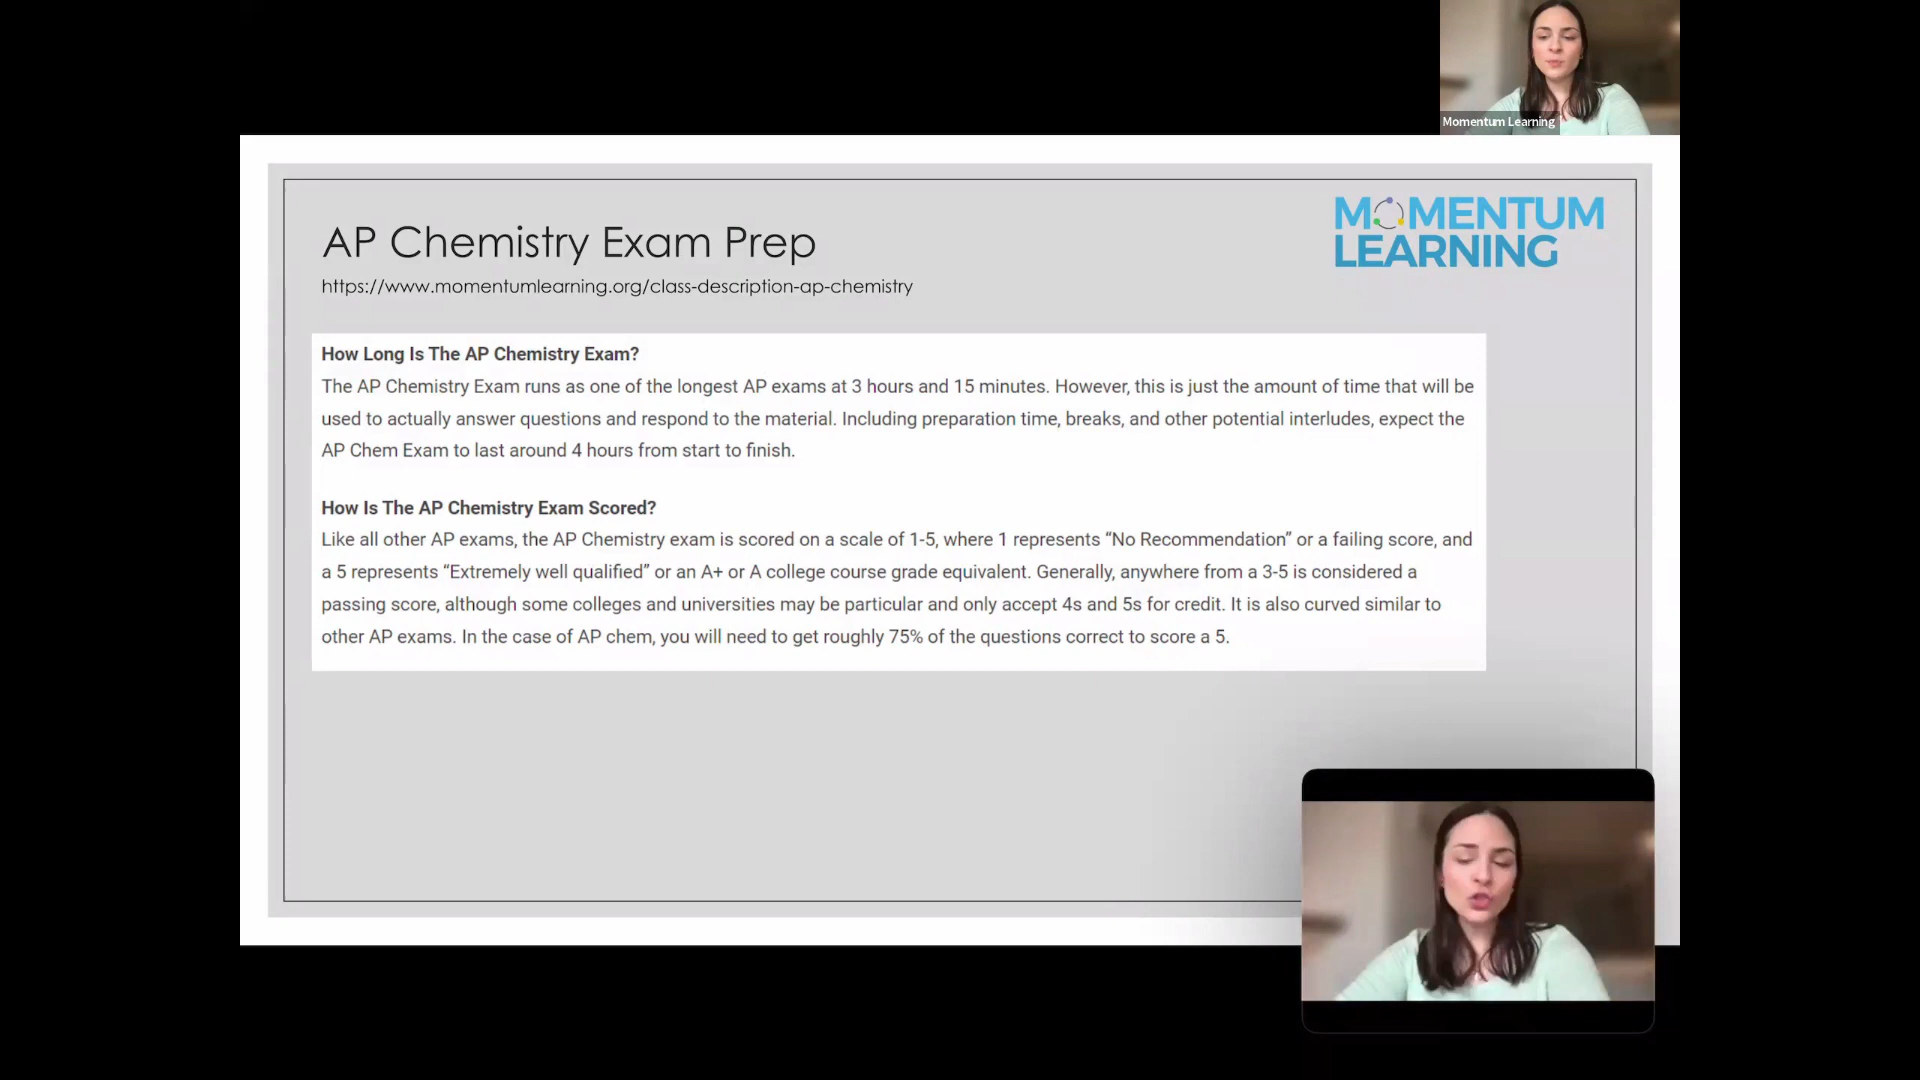 Momentum Learning
MOMENTUM
LEARNING
AP Chemistry Exam Prep
https://www.momentumlearning.org/class-description-ap-chemistry
How Long Is The AP Chemistry Exam?
The AP Chemistry Exam runs as one of the longest AP exams at 3 hours and 15 minutes. However, this is just the amount of time that will be
used to actually answer questions and respond to the material. Including preparation time, breaks, and other potential interludes, expect the
AP Chem Exam to last around 4 hours from start to finish.
How Is The AP Chemistry Exam Scored?
Like all other AP exams, the AP Chemistry exam is scored on a scale of 1-5, where 1 represents “No Recommendation” or a failing score, and
a 5 represents “Extremely well qualified” or an A+ or A college course grade equivalent. Generally, anywhere from a 3-5 is considered a
passing score, although some colleges and universities may be particular and only accept 4s and 5s for credit. It is also curved similar to
other AP exams. In the case of AP chem, you will need to get roughly 75% of the questions correct to score a 5.